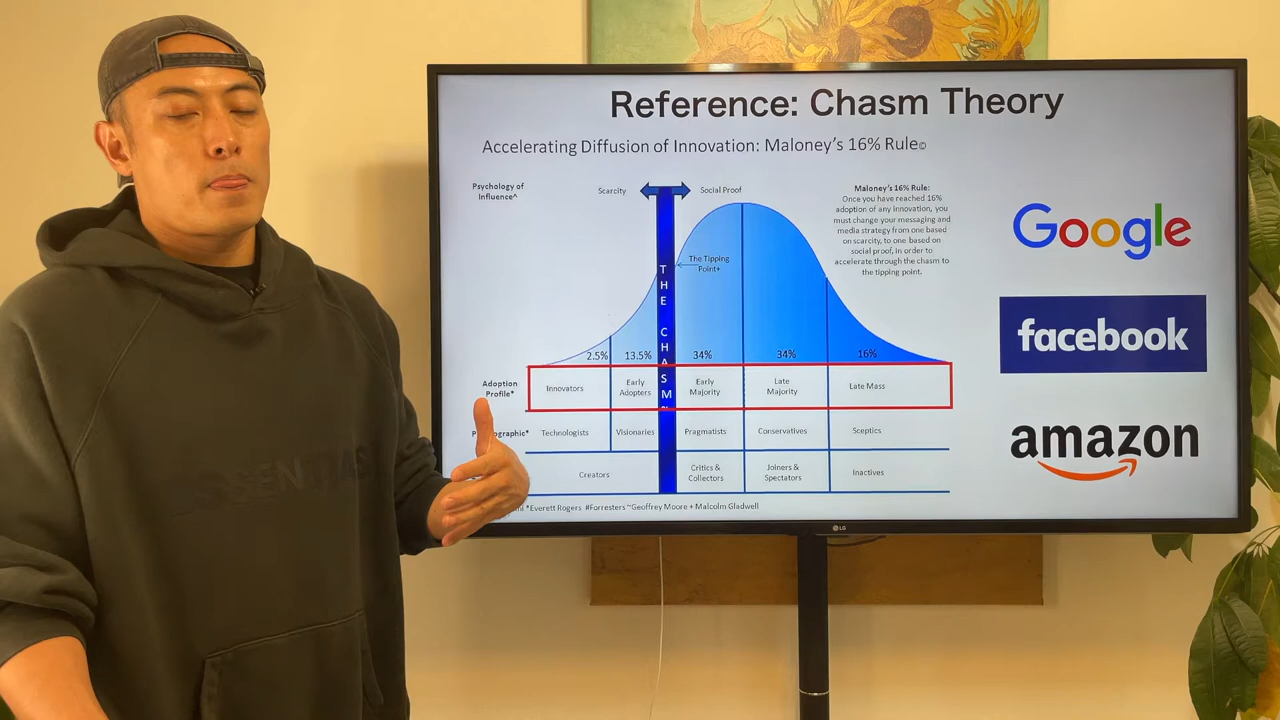 Reference: Chasm Theory
Accelerating Diffusion of Innovation: Maloney's 16% Rule©
Psychology of
Influence^
Scarcity
Social Proof
Maloney's 16% Rule:
Once you have reached 16%
adoption of any innovation, you
must change your messaging and
media strategy from one based
on scarcity, to one based on
social proof, in order to
accelerate through the chasm to
the tipping point.
The Tipping
Point+
THE CHASM
2.5%
13.5%
34%
34%
16%
Adoption
Profile*
Innovators
Early
Adopters
Early
Majority
Late
Majority
Late Mass
Technologists
Visionaries
Pragmatists
Conservatives
Sceptics
Creators
Critics &
Collectors
Joiners &
Spectators
Inactives
*Everett Rogers #Forresters ~Geoffrey Moore + Malcolm Gladwell
Google
facebook
amazon
LG